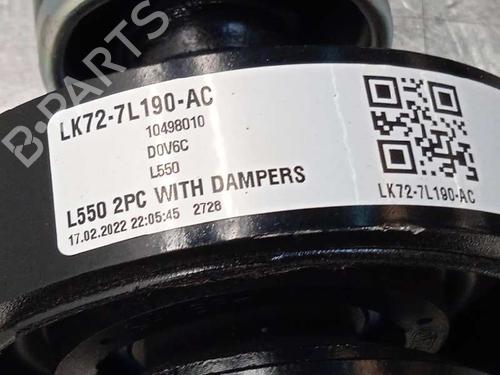 LK72-7L190-AC
10498010
D0V6C
L550
L550 2PC WITH DAMPERS
17.02.2022 22:05:45 2728
LK72-7L190-AC
B-PARTS